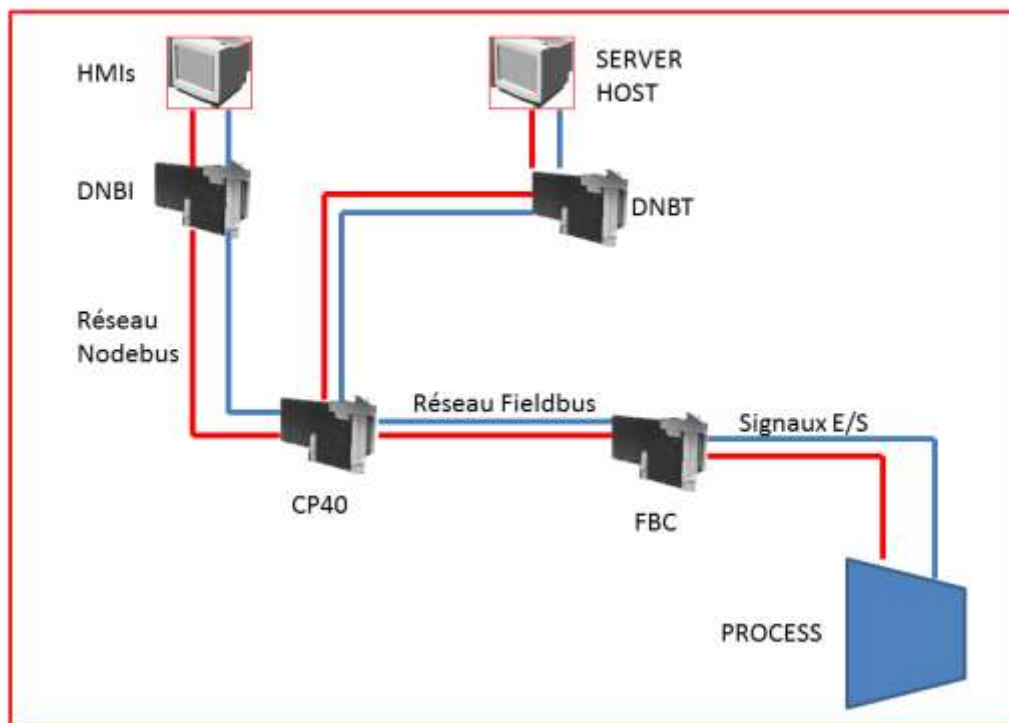 HMIs
SERVER
HOST
DNBI
DNBT
Réseau
Nodebus
Réseau Fieldbus
Signaux E/S
CP40
FBC
PROCESS